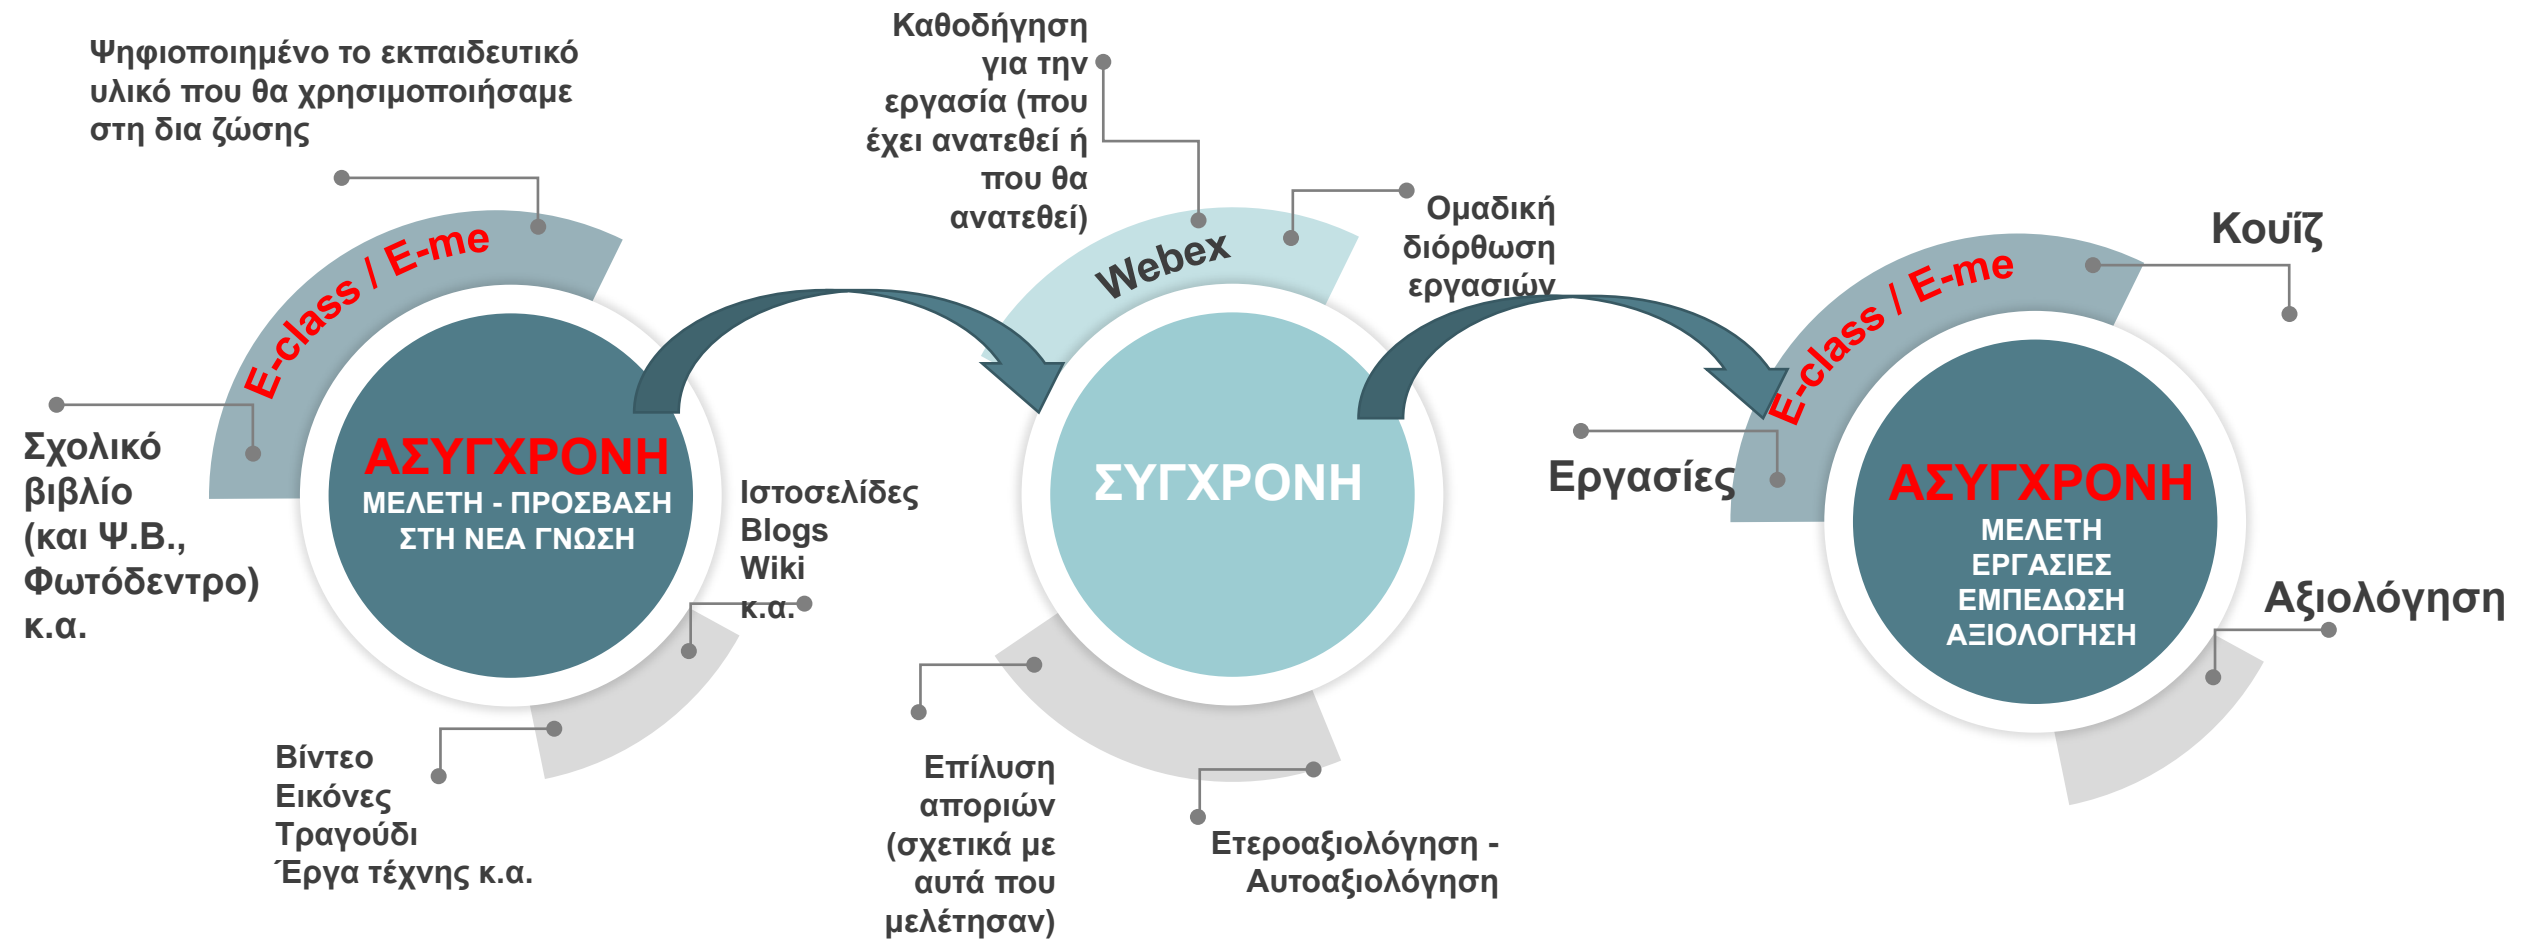 Ψηφιοποιημένο το εκπαιδευτικό
υλικό που θα χρησιμοποιήσαμε
στη δια ζώσης
E-class / E-me
Σχολικό
βιβλίο
(και Ψ.Β.,
Φωτόδεντρο)
κ.α.
ΑΣΥΓΧΡΟΝΗ
ΜΕΛΕΤΗ - ΠΡΟΣΒΑΣΗ
ΣΤΗ ΝΕΑ ΓΝΩΣΗ
Ιστοσελίδες
Blogs
Wiki
κ.α.
Βίντεο
Εικόνες
Τραγούδι
Έργα τέχνης κ.α.
Καθοδήγηση
για την
εργασία (που
έχει ανατεθεί ή
που θα
ανατεθεί)
Webex
Ομαδική
διόρθωση
εργασιών
ΣΥΓΧΡΟΝΗ
Επίλυση
αποριών
(σχετικά με
αυτά που
μελέτησαν)
Ετεροαξιολόγηση -
Αυτοαξιολόγηση
E-class / E-me
Κουΐζ
Εργασίες
ΑΣΥΓΧΡΟΝΗ
ΜΕΛΕΤΗ
ΕΡΓΑΣΙΕΣ
ΕΜΠΕΔΩΣΗ
ΑΞΙΟΛΟΓΗΣΗ
Αξιολόγηση